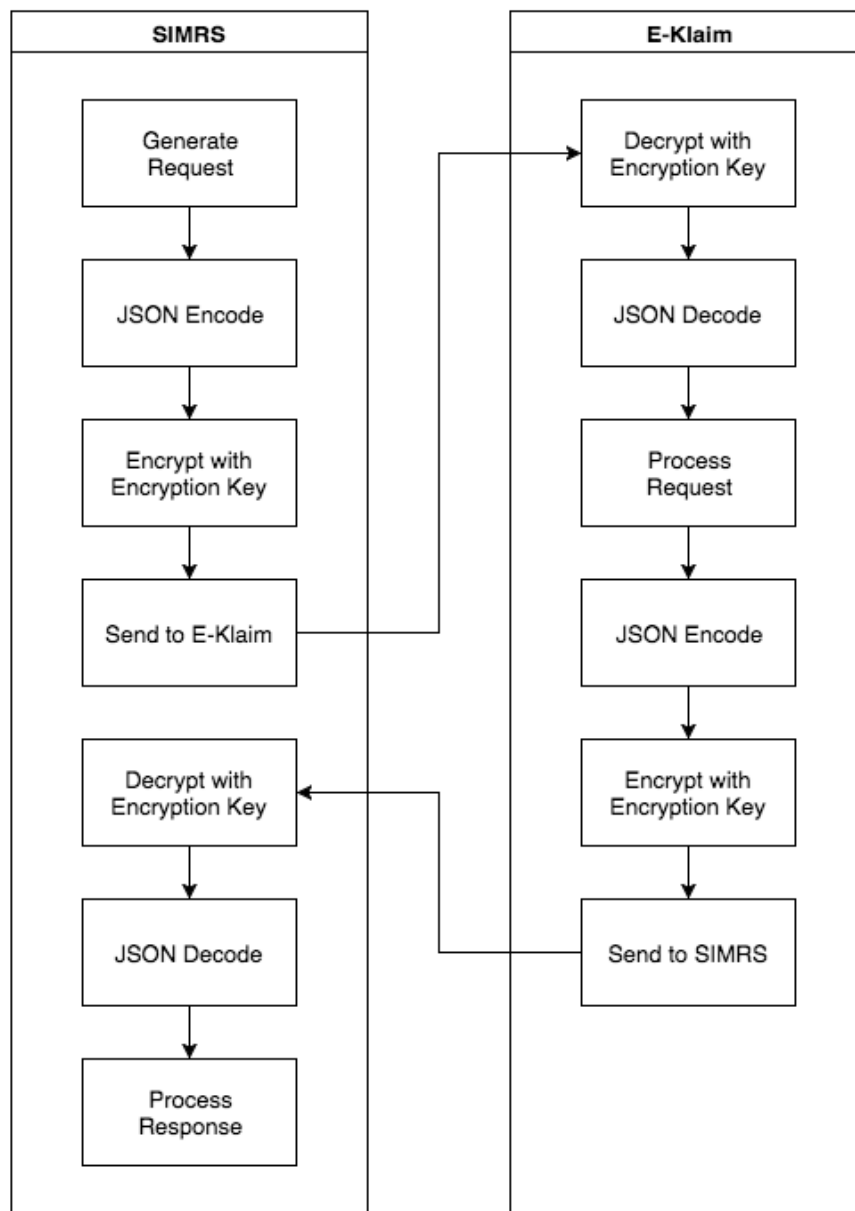 SIMRS
Generate
Request
JSON Encode
Encrypt with
Encryption Key
Send to E-Klaim
Decrypt with
Encryption Key
JSON Decode
Process
Response
E-Klaim
Decrypt with
Encryption Key
JSON Decode
Process
Request
JSON Encode
Encrypt with
Encryption Key
Send to SIMRS